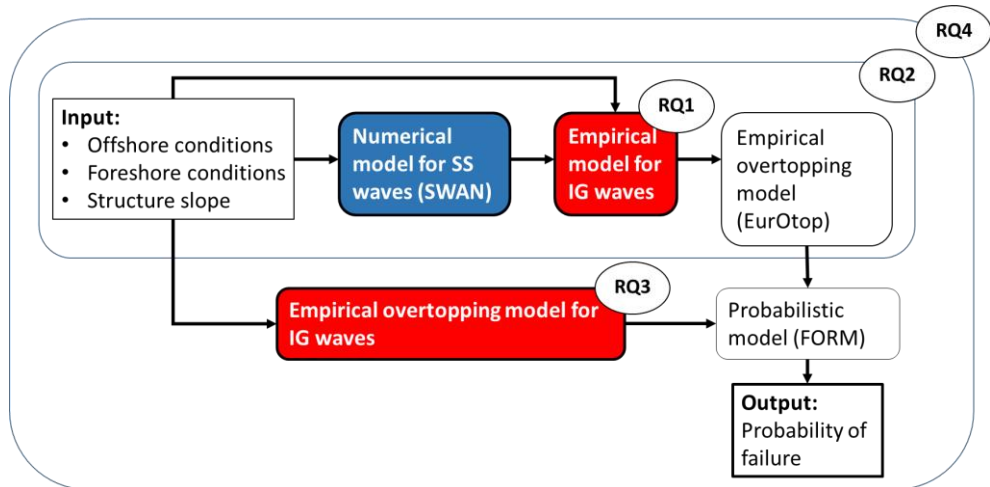 RQ4
RQ2
RQ1
Input:
• Offshore conditions
• Foreshore conditions
• Structure slope
Numerical
model for SS
waves (SWAN)
Empirical
model for
IG waves
Empirical
overtopping
model
(EurOtop)
RQ3
Empirical overtopping model for
IG waves
Probabilistic
model (FORM)
Output:
Probability of
failure